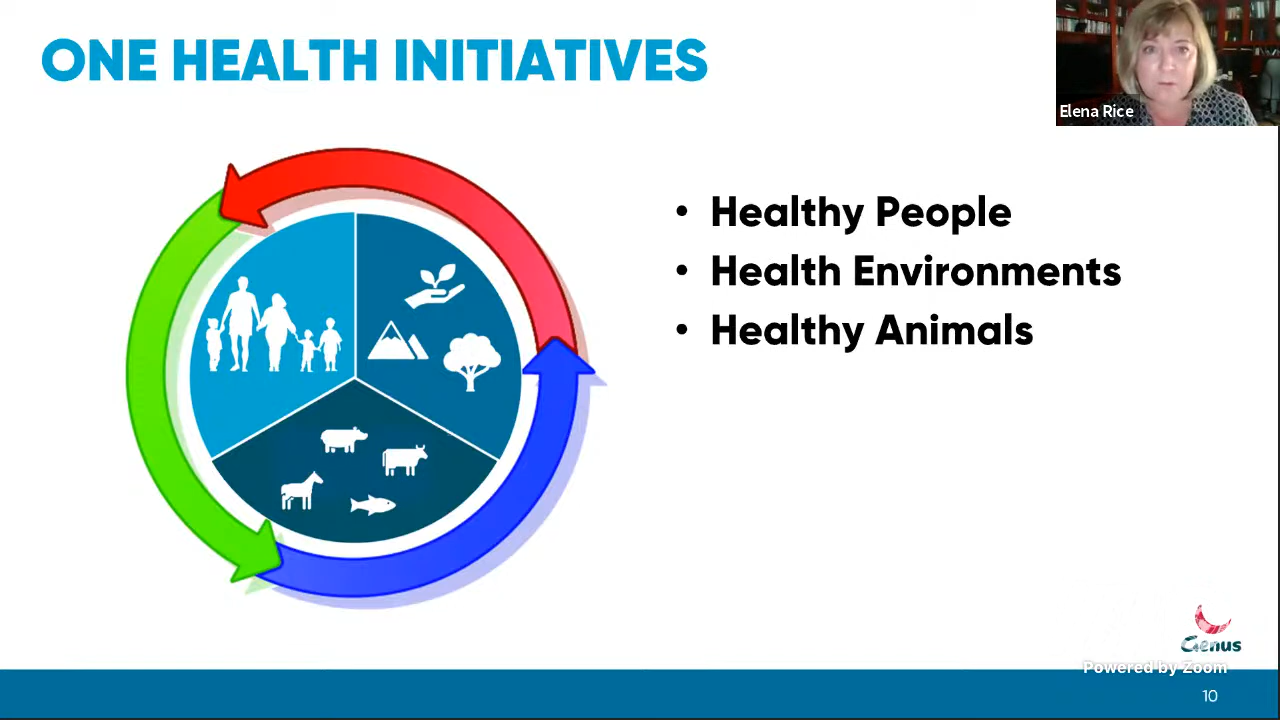 ONE HEALTH INITIATIVES
Elena Rice
• Healthy People
• Health Environments
• Healthy Animals
Genus
Powered by Zoom
10